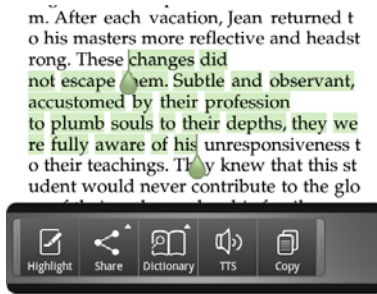 m. After each vacation, Jean returned t
o his masters more reflective and headst
rong. These changes did
not escape hem. Subtle and observant,
accustomed by their profession
to plumb souls to their depths, they we
re fully aware of his unresponsiveness t
o their teachings. They knew that this st
udent would never contribute to the glo
Highlight
Share
Dictionary
TTS
Copy